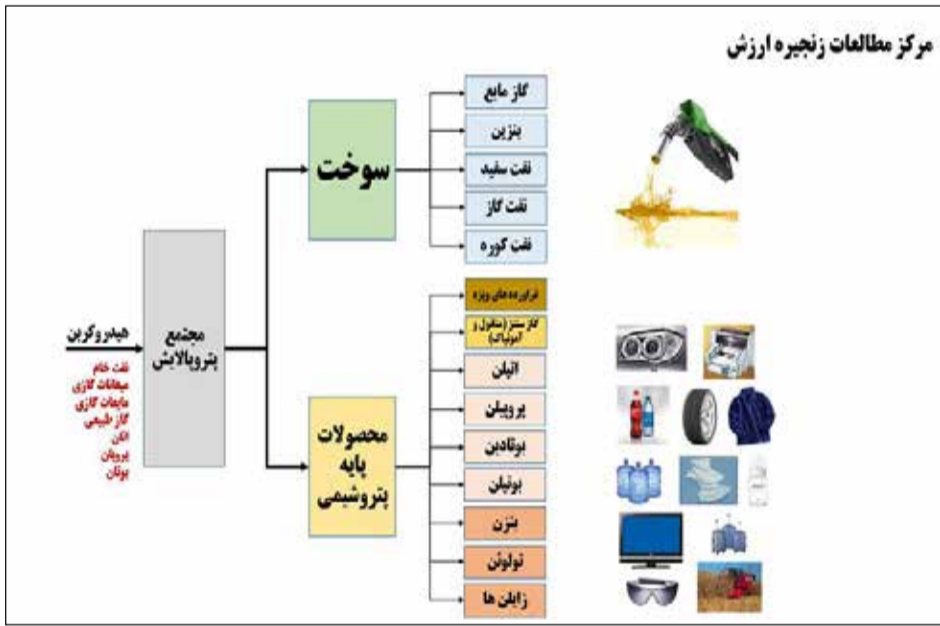 مرکز مطالعات زنجیره ارزش
هیدروکربن
نفت خام
میعانات گازی
مایعات گازی
گاز طبیعی
اتان
پروپان
بوتان
مجتمع
پتروپالایش
سوخت
گاز مایع
بنزین
نفت سفید
نفت گاز
نفت کوره
محصولات
پایه
پتروشیمی
فراورده های ویژه
گاز سنتز (متانول و
آمونیاک)
اتیلن
پروپیلن
بوتادین
بوتیلن
بنزن
تولوئن
زایلن ها